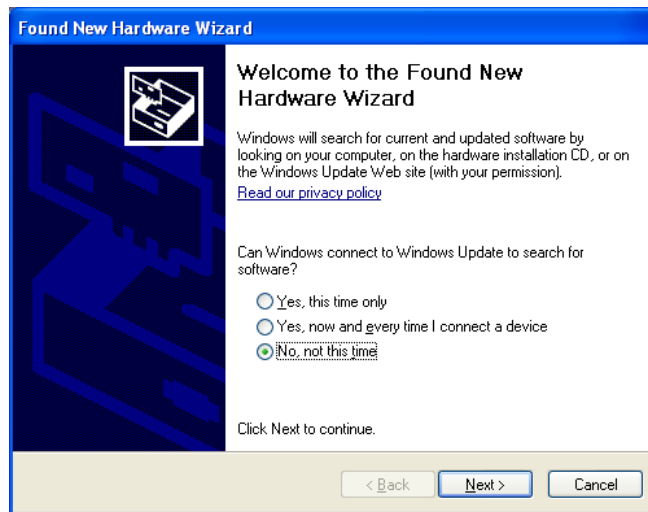 Found New Hardware Wizard
Welcome to the Found New
Hardware Wizard
Windows will search for current and updated software by
looking on your computer, on the hardware installation CD, or on
the Windows Update Web site (with your permission).
Read our privacy policy
Can Windows connect to Windows Update to search for
software?
Yes, this time only
Yes, now and every time I connect a device
No, not this time
Click Next to continue.
< Back Next > Cancel